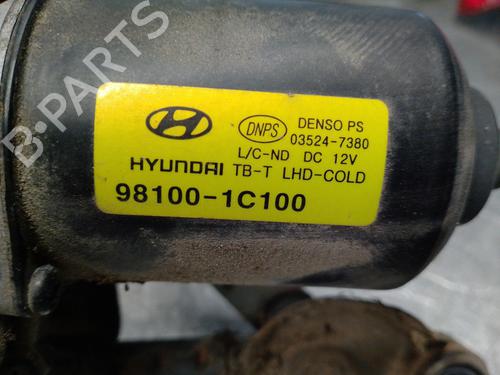 B-PARTS
DNPS
DENSO PS
03524-7380
L/C-ND DC 12V
HYUNDAI TB-T LHD-COLD
98100-1C100